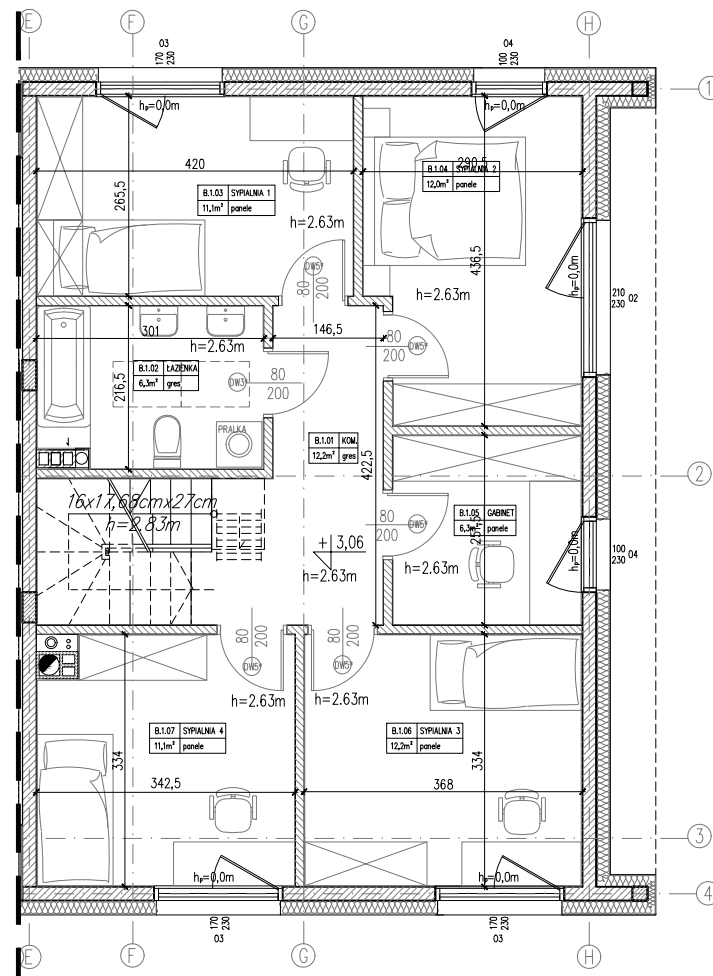 E
F
G
H
03
170
230
04
100
230
1
hp=0,0m
hp=0,0m
420
290,5
B.1.03 SYPIALNIA 1
11,1m² panele
B.1.04 SYPIALNIA 2
12,0m² panele
265,5
436,5
h=2.63m
DW5*
80
200
h=2.63m
hp=0,0m
210
230 02
301
146,5
h=2.63m
80
200
DW5*
B.1.02 ŁAZIENKA
6,3m² gres
216,5
DW3*
80
200
PRALKA
B.1.01 KOM.
12,2m² gres
422,5
2
16x17,68cmx27cm
h=2.83m
+3,06
h=2.63m
80
200
DW5*
B.1.05 GABINET
6,3m² panele
h=2.63m
hp=0,0m
100
230 04
80
200
DW5*
80
200
DW5*
h=2.63m
h=2.63m
B.1.07 SYPIALNIA 4
11,1m² panele
B.1.06 SYPIALNIA 3
12,2m² panele
334
334
342,5
368
3
hp=0,0m
hp=0,0m
4
170
230
03
170
230
03
E
F
G
H